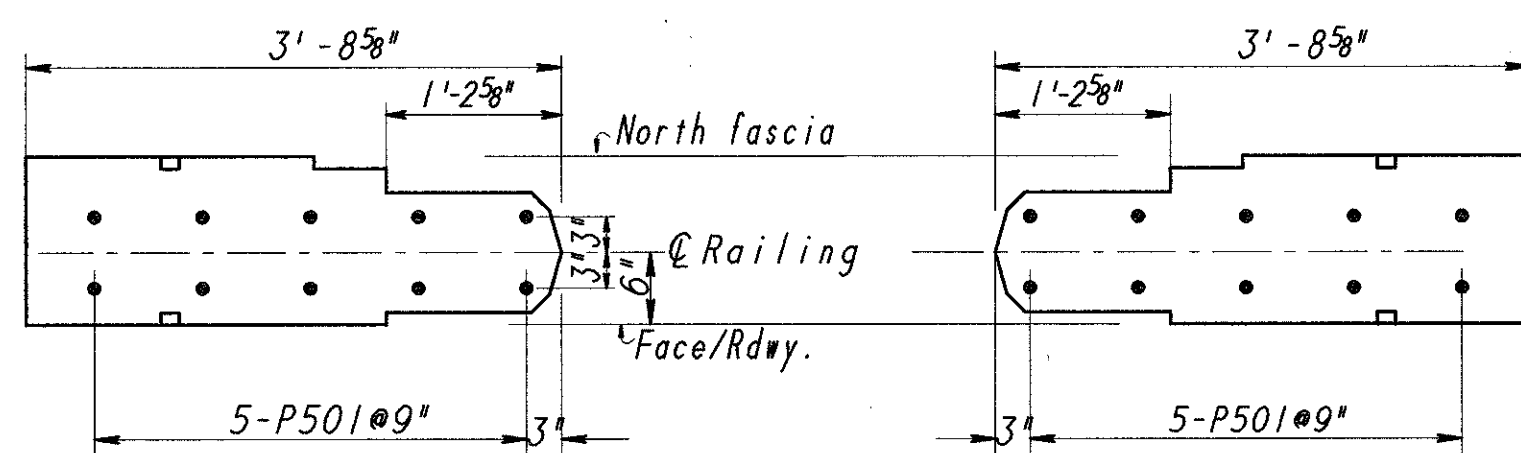 3'-8⅝" 3'-8⅝"
1'-2⅝" 1'-2⅝"
North fascia
3" 3"
6"
℄ Railing
Face/Rdwy.
5-P501@9" 3" 3" 5-P501@9"